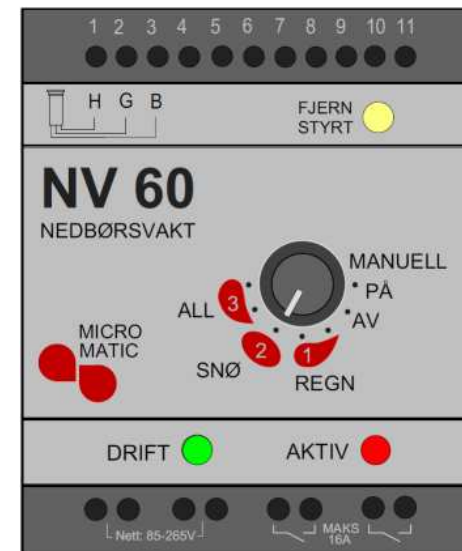 1 2 3 4 5 6 7 8 9 10 11
H G B
FJERN
STYRT
NV 60
NEDBØRSVAKT
MANUELL
PÅ
AV
ALL 3
SNØ 2
1
REGN
MICRO
MATIC
DRIFT
AKTIV
Nett: 85-265V
MAKS
16A